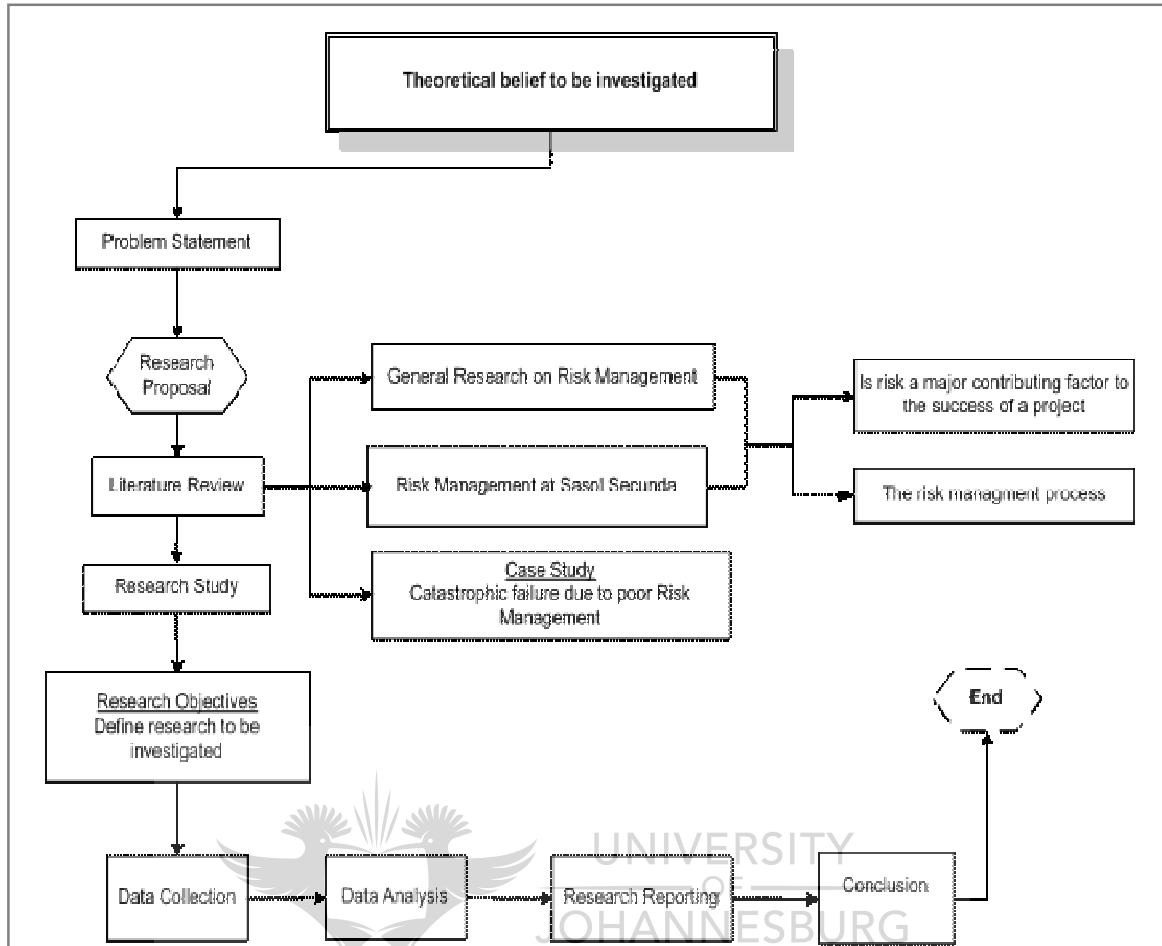 Theoretical belief to be investigated
Problem Statement
Research
Proposal
General Research on Risk Management
Is risk a major contributing factor to
the success of a project
Literature Review
Risk Management at Sasoll Secunda
The risk managment process
Research Study
Case Study
Catastrophic failure due to poor Risk
Management
Research Objectives
Define research to be
investigated
End
Data Collection
Data Analysis
Research Reporting
Conclusion
UNIVERSITY
OF
JOHANNESBURG